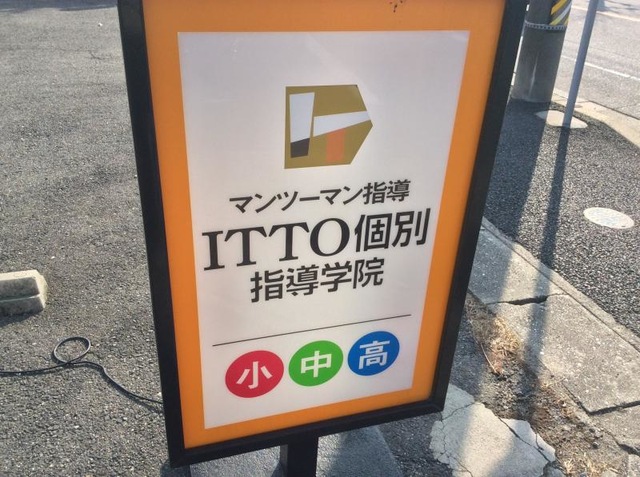 マンツーマン指導
ITTO個別
指導学院
小 中 高